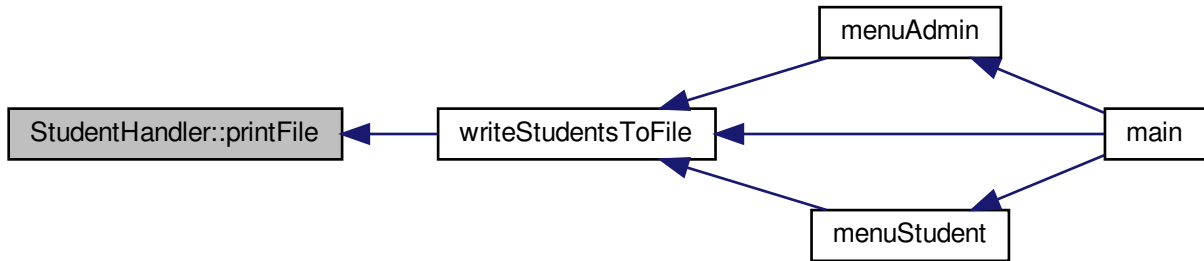 menuAdmin
StudentHandler::printFile
writeStudentsToFile
main
menuStudent